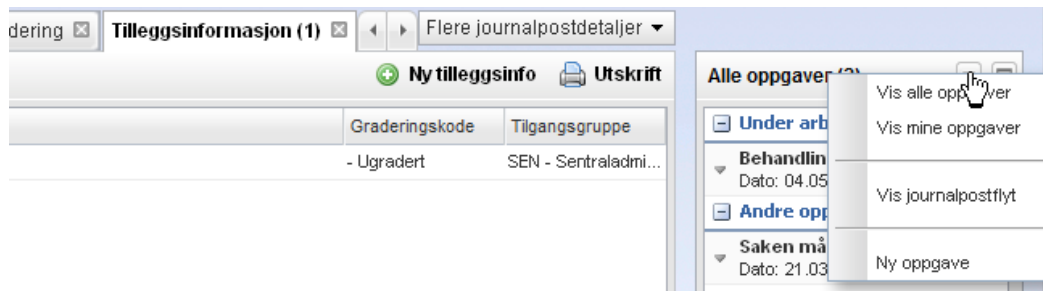 dering
Tilleggsinformasjon (1)
Flere journalpostdetaljer
Ny tilleggsinfo
Utskrift
Graderingskode
Tilgangsgruppe
- Ugradert
SEN - Sentraladmi...
Alle oppgaver
Under arb
Behandlin
Dato: 04.05
Andre opp
Saken må
Dato: 21.03
Vis alle oppgaver
Vis mine oppgaver
Vis journalpostflyt
Ny oppgave